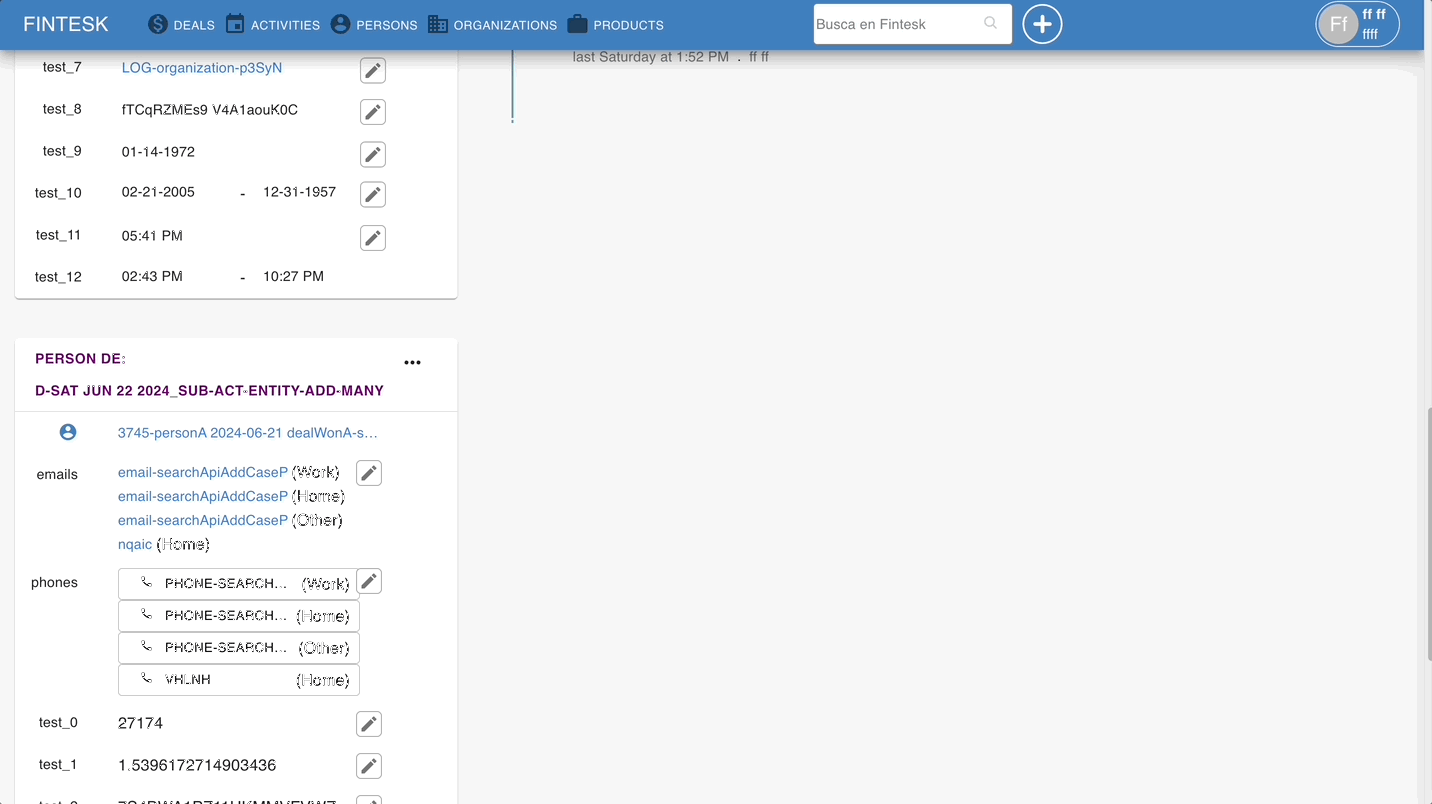 FINTESK DEALS ACTIVITIES PERSONS ORGANIZATIONS PRODUCTS Busca en Fintesk Ff ff ff
ffff
last Saturday at 1:52 PM . ff ff
test_7 LOG-organization-p3SyN
test_8 fTCqRZMEs9 V4A1aouK0C
test_9 01-14-1972
test_10 02-21-2005 - 12-31-1957
test_11 05:41 PM
test_12 02:43 PM - 10:27 PM
PERSON DE:
D-SAT JUN 22 2024_SUB-ACT-ENTITY-ADD-MANY
3745-personA 2024-06-21 dealWonA-s...
emails email-searchApiAddCaseP (Work)
email-searchApiAddCaseP (Home)
email-searchApiAddCaseP (Other)
nqaic (Home)
phones PHONE-SEARCH... (Work)
PHONE-SEARCH... (Home)
PHONE-SEARCH... (Other)
VHLNH (Home)
test_0 27174
test_1 1.5396172714903436